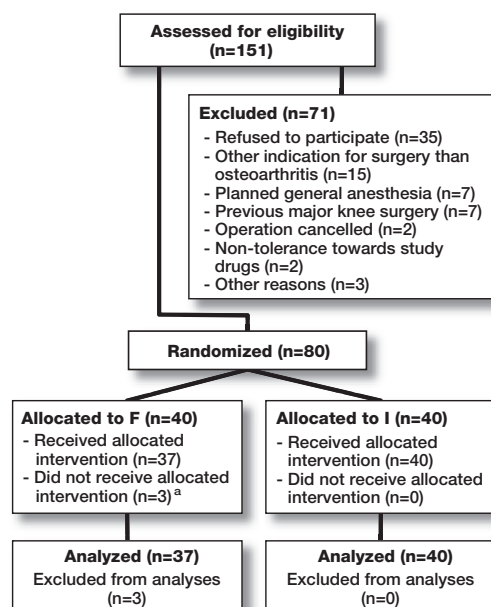 Assessed for eligibility
(n=151)
Excluded (n=71)
- Refused to participate (n=35)
- Other indication for surgery than
osteoarthritis (n=15)
- Planned general anesthesia (n=7)
- Previous major knee surgery (n=7)
- Operation cancelled (n=2)
- Non-tolerance towards study
drugs (n=2)
- Other reasons (n=3)
Randomized (n=80)
Allocated to F (n=40)
- Received allocated
intervention (n=37)
- Did not receive allocated
intervention (n=3) a
Allocated to I (n=40)
- Received allocated
intervention (n=40)
- Did not receive allocated
intervention (n=0)
Analyzed (n=37)
Excluded from analyses
(n=3)
Analyzed (n=40)
Excluded from analyses
(n=0)